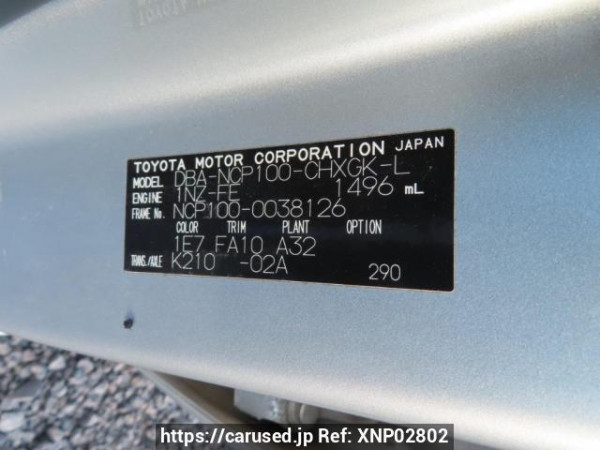 TOYOTA MOTOR CORPORATION JAPAN
MODEL DBA-NCP100-CHXGK-L
ENGINE 1NZ-FE 1496 mL
FRAME No. NCP100-0038126
COLOR TRIM PLANT OPTION
1E7 FA10 A32
TRANS./AXLE K210 -02A
290
https://carused.jp Ref: XNP02802